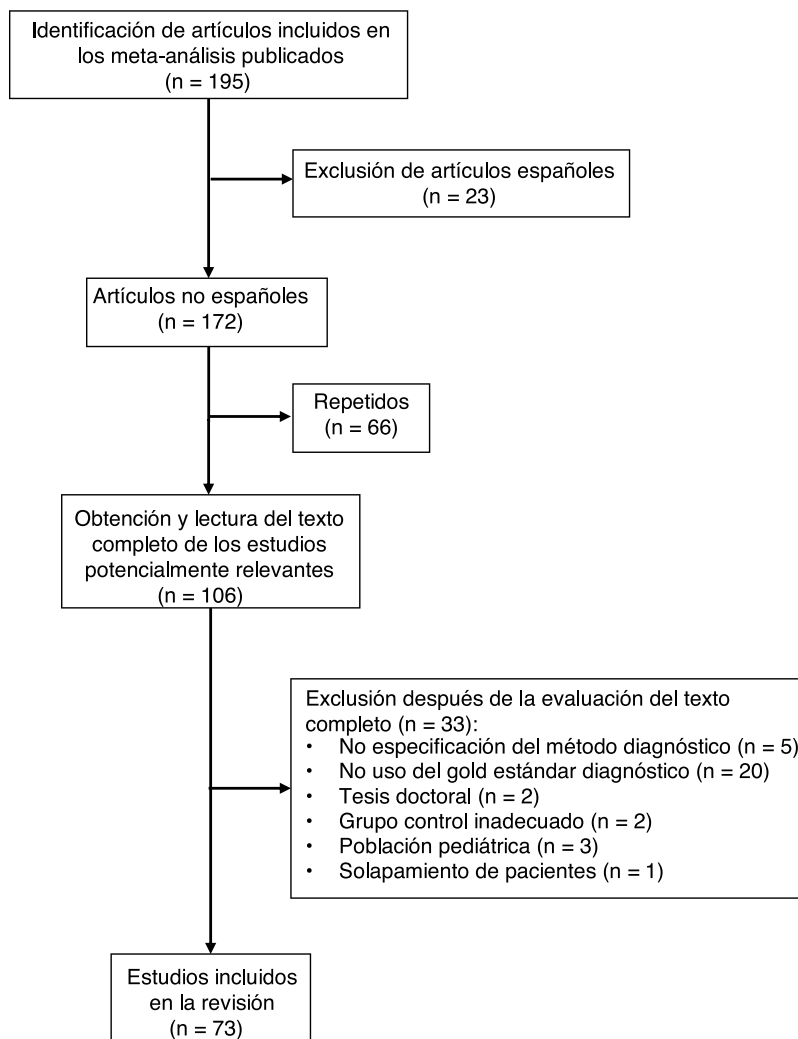 Identificación de artículos incluidos en
los meta-análisis publicados
(n = 195)
Exclusión de artículos españoles
(n = 23)
Artículos no españoles
(n = 172)
Repetidos
(n = 66)
Obtención y lectura del texto
completo de los estudios
potencialmente relevantes
(n = 106)
Exclusión después de la evaluación del texto
completo (n = 33):
• No especificación del método diagnóstico (n = 5)
• No uso del gold estándar diagnóstico (n = 20)
• Tesis doctoral (n = 2)
• Grupo control inadecuado (n = 2)
• Población pediátrica (n = 3)
• Solapamiento de pacientes (n = 1)
Estudios incluidos
en la revisión
(n = 73)